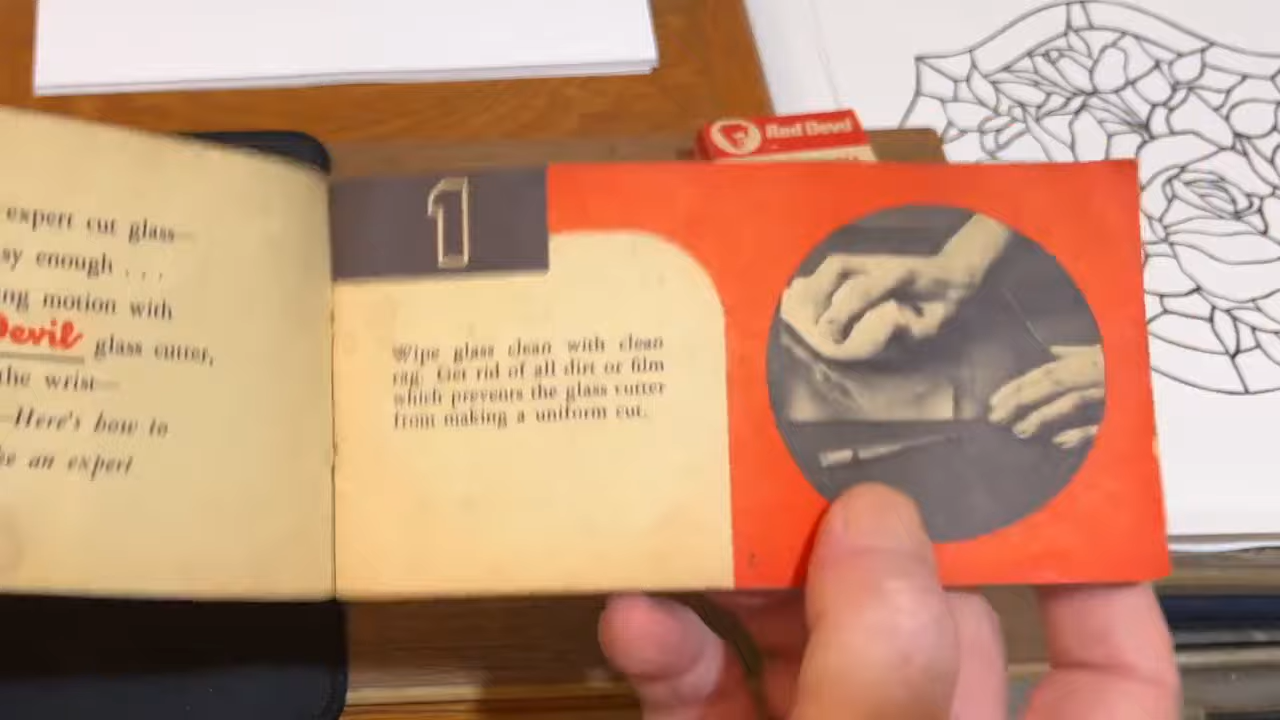 expert cut glass—
sy enough . . .
ng motion with
Devil glass cutter,
the wrist—
—Here's how to
an expert
1
Wipe glass clean with clean
rag. Get rid of all dirt or film
which prevents the glass cutter
from making a uniform cut.
Red Devil